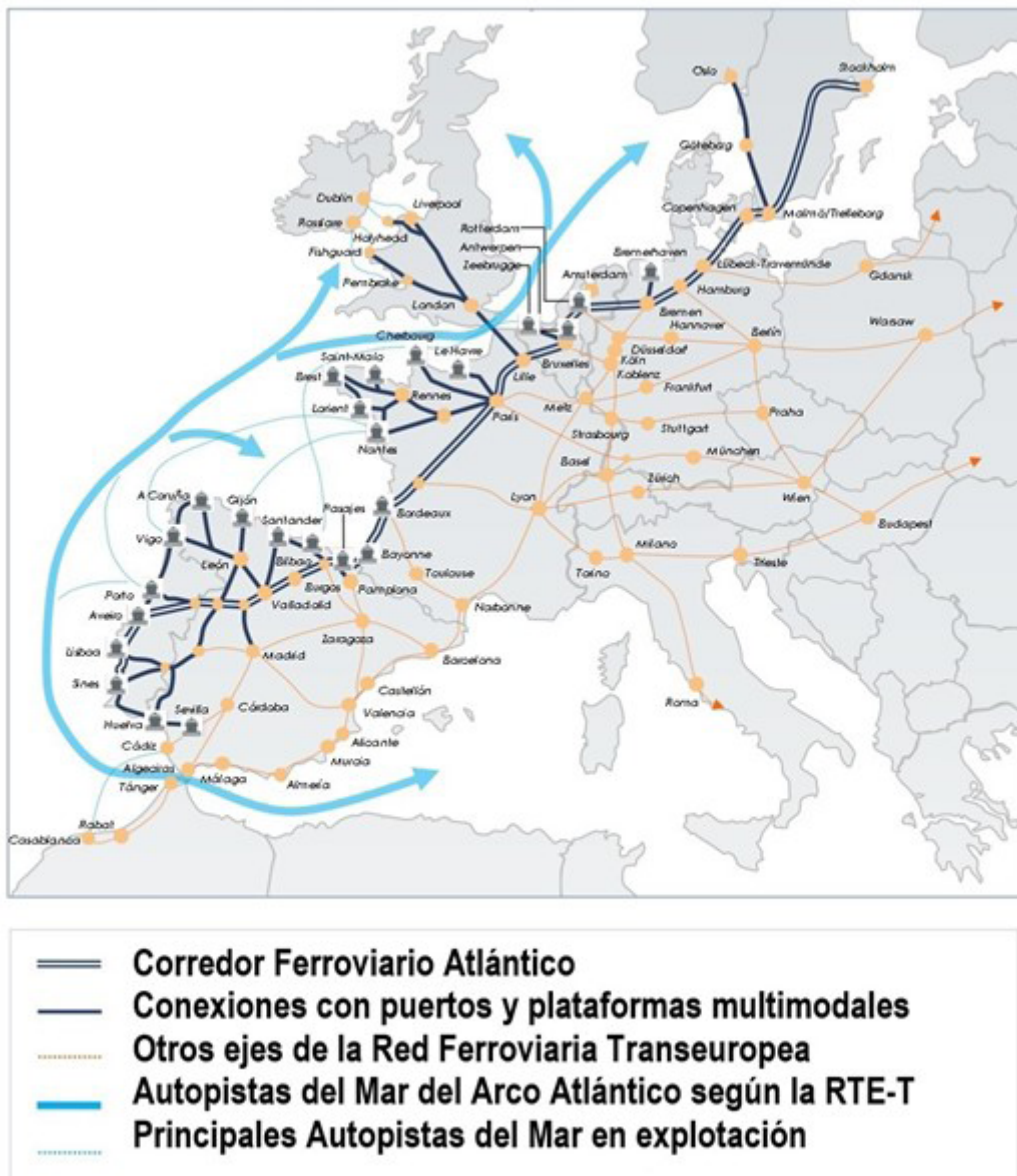 Oslo
Stockholm
Göteborg
Copenhagen
Malmö/Trelleborg
Dublin
Liverpool
Rosslare
Holyhedd
Fishguard
Pembroke
London
Rotterdam
Antwerpen
Zeebrugge
Bremerhaven
Amsterdam
Lübeck-Travemünde
Gdansk
Hamburg
Bremen
Hannover
Berlin
Warsaw
Cherbourg
Le Havre
Saint-Malo
Brest
Rennes
Lorient
Nantes
Paris
Lille
Bruxelles
Düsseldorf
Köln
Koblenz
Frankfurt
Metz
Praha
Strasbourg
Stuttgart
Basel
München
Zürich
Wien
Budapest
Lyon
Milano
Torino
Trieste
A Coruña
Gijón
Santander
Pasajes
Bordeaux
Vigo
León
Bilbao
Bayonne
Toulouse
Narbonne
Porto
Burgos
Pamplona
Valladolid
Aveiro
Zaragoza
Lisboa
Madrid
Barcelona
Sines
Castellón
Huelva
Sevilla
Córdoba
Valencia
Roma
Cádiz
Alicante
Murcia
Algeciras
Málaga
Almería
Tánger
Rabat
Casablanca
Corredor Ferroviario Atlántico
Conexiones con puertos y plataformas multimodales
Otros ejes de la Red Ferroviaria Transeuropea
Autopistas del Mar del Arco Atlántico según la RTE-T
Principales Autopistas del Mar en explotación